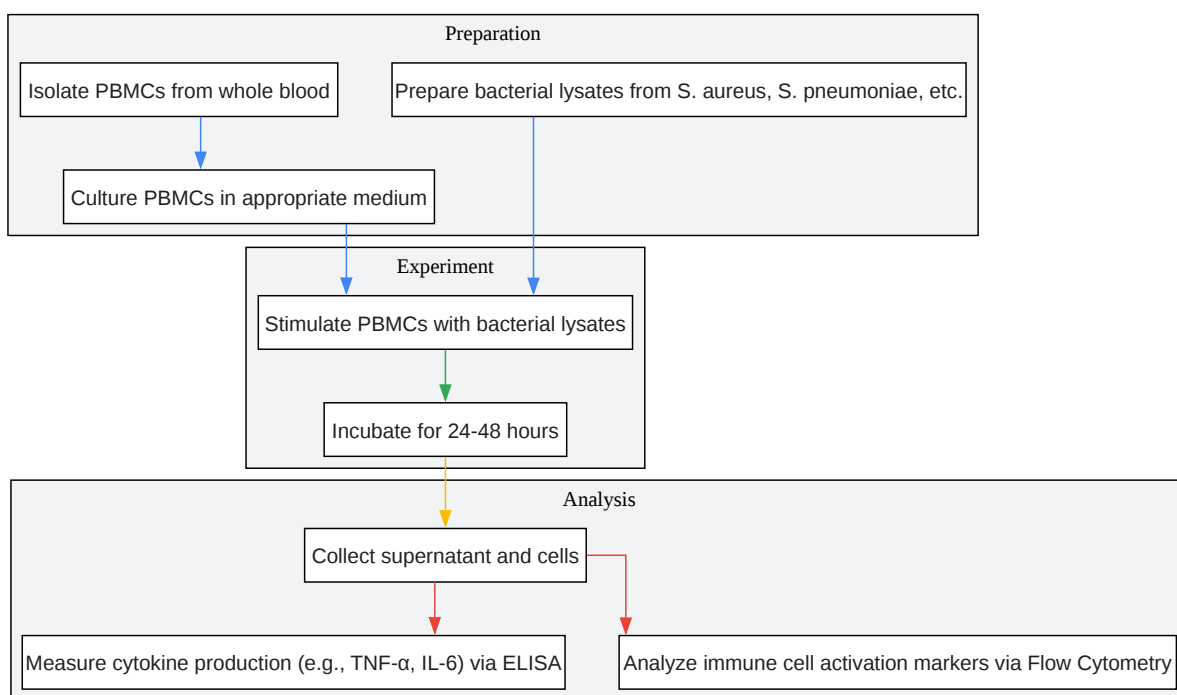 Preparation
Isolate PBMCs from whole blood
Prepare bacterial lysates from S. aureus, S. pneumoniae, etc.
Culture PBMCs in appropriate medium
Experiment
Stimulate PBMCs with bacterial lysates
Incubate for 24-48 hours
Analysis
Collect supernatant and cells
Measure cytokine production (e.g., TNF-α, IL-6) via ELISA
Analyze immune cell activation markers via Flow Cytometry